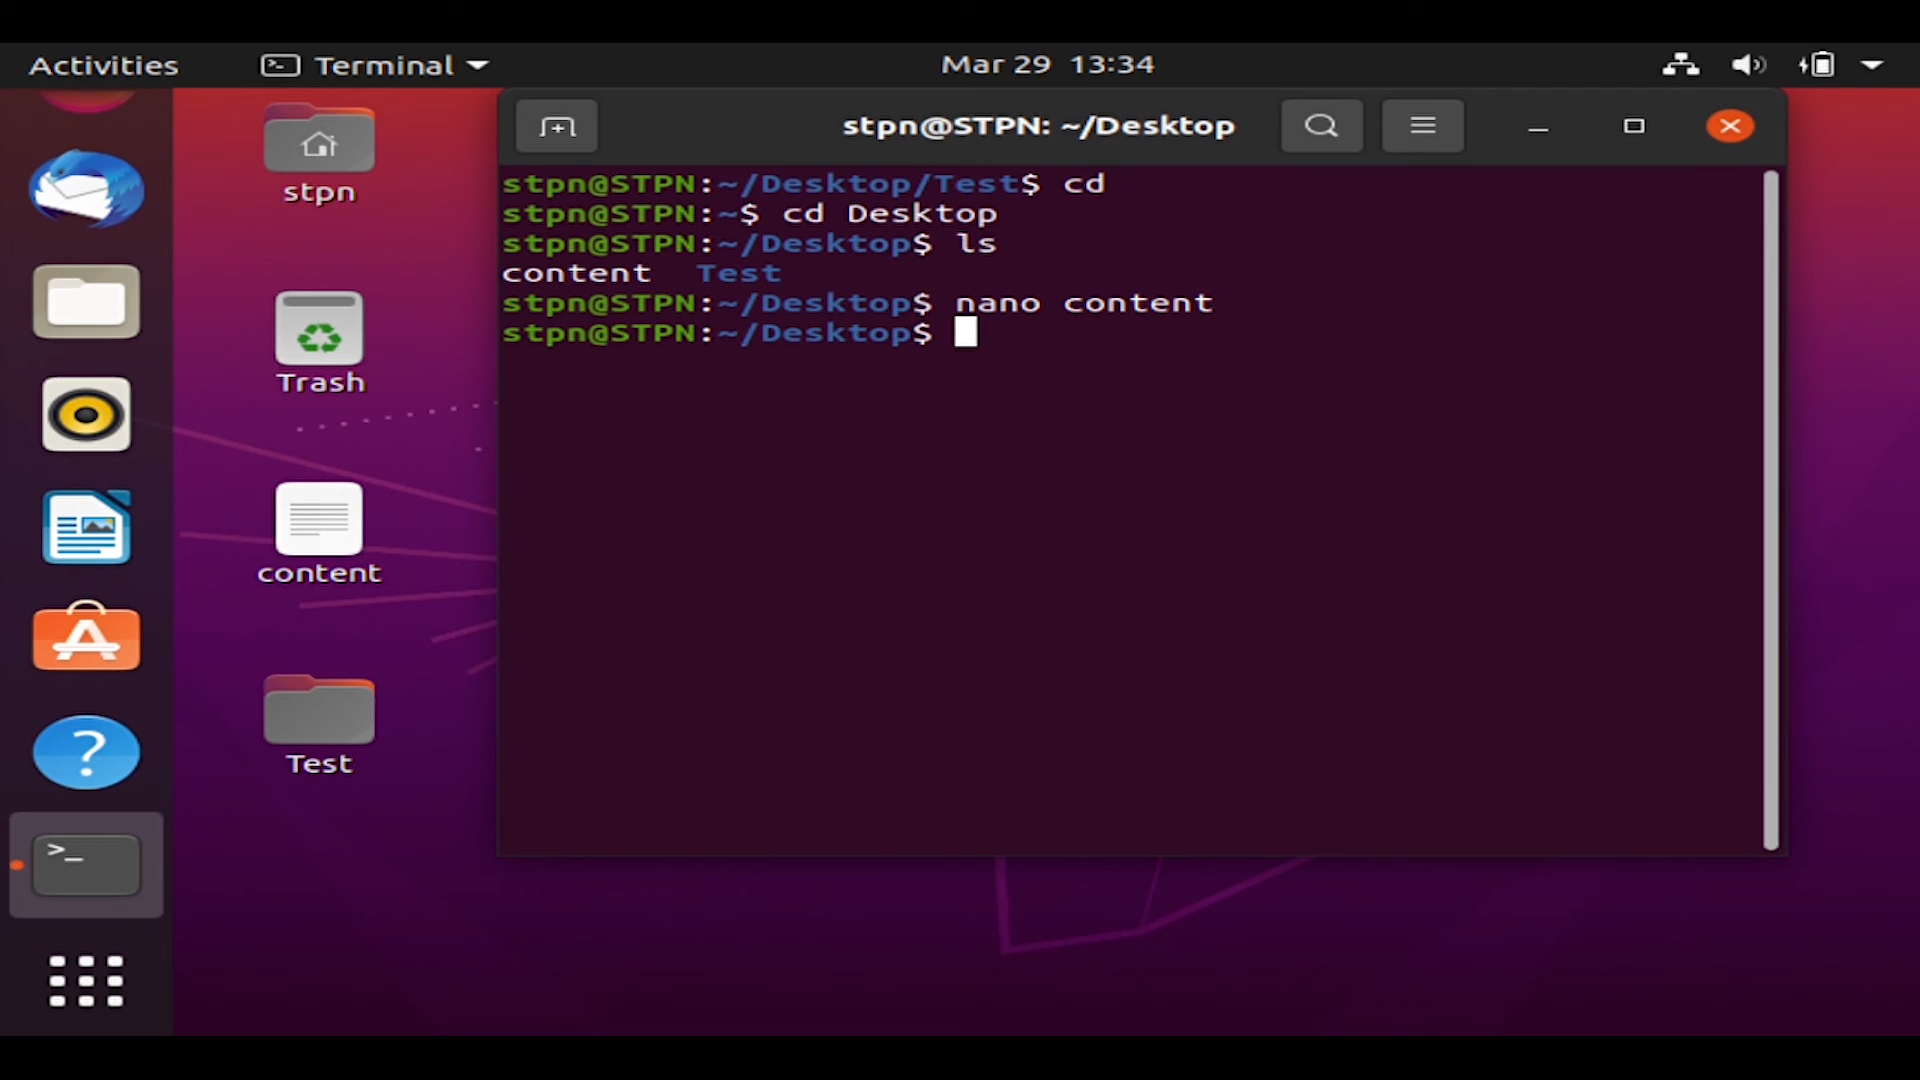 Activities Terminal Mar 29 13:34
stpn@STPN: ~/Desktop
stpn
Trash
content
Test
stpn@STPN:~/Desktop/Test$ cd
stpn@STPN:~$ cd Desktop
stpn@STPN:~/Desktop$ ls
content Test
stpn@STPN:~/Desktop$ nano content
stpn@STPN:~/Desktop$